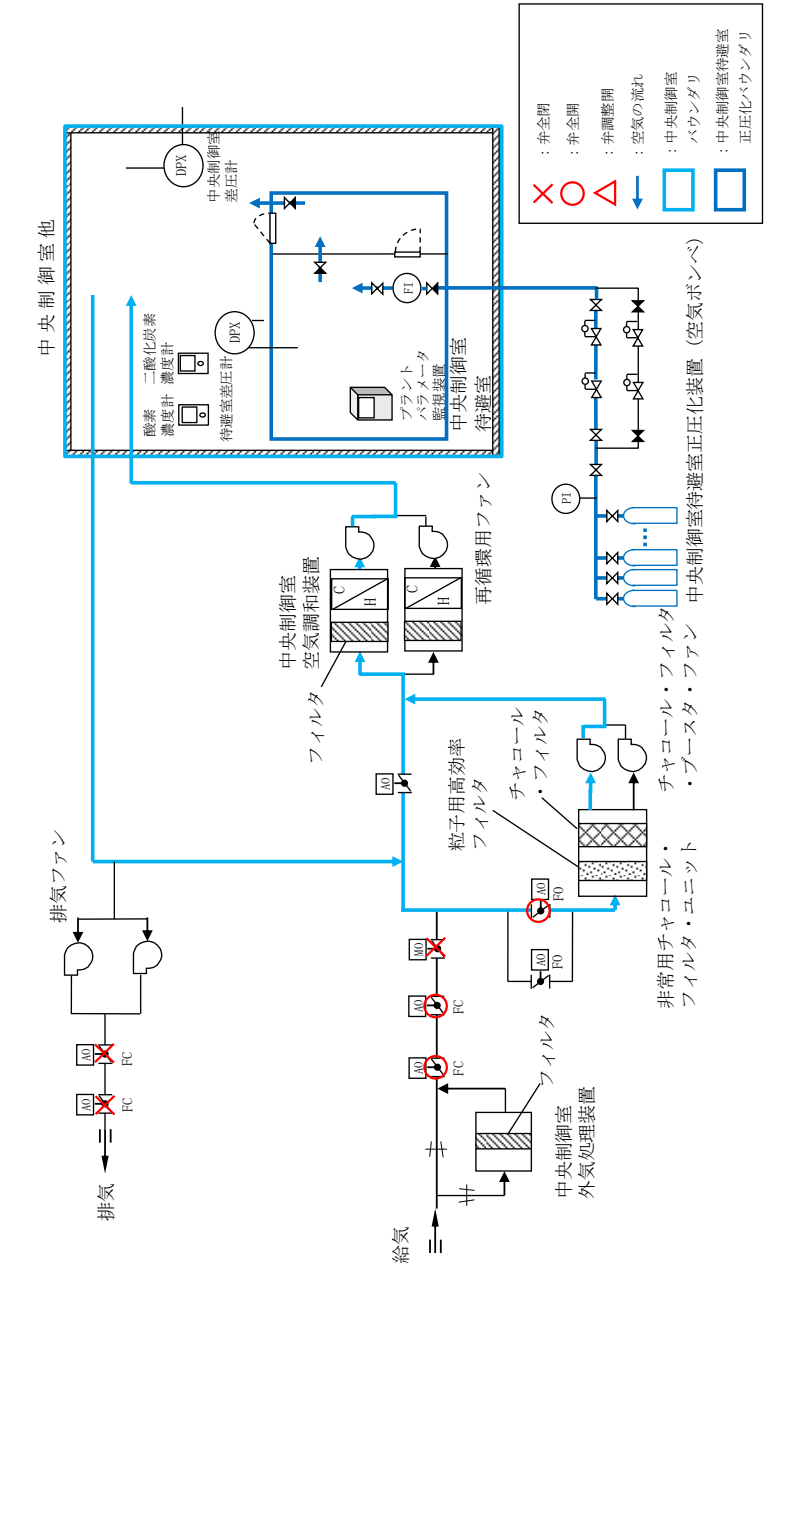 中央制御室他
DPX
中央制御室
差圧計
DPX
待避室差圧計
二酸化炭素
濃度計
酸素
濃度計
FI
プラント
パラメータ
監視装置
中央制御室
待避室
：弁全閉
：弁全開
：弁調整開
：空気の流れ
：中央制御室
バウンダリ
：中央制御室待避室
正圧化バウンダリ
PI
中央制御室待避室正圧化装置（空気ボンベ）
中央制御室
空気調和装置
C
H
C
H
再循環用ファン
フィルタ
AO
粒子用高効率
フィルタ
チャコール
・フィルタ
チャコール・フィルタ
・ブースタ・ファン
非常用チャコール・
フィルタ・ユニット
AO
FO
AO
FO
排気ファン
AO
FC
AO
FC
排気
MO
AO
FC
AO
FC
フィルタ
中央制御室
外気処理装置
給気